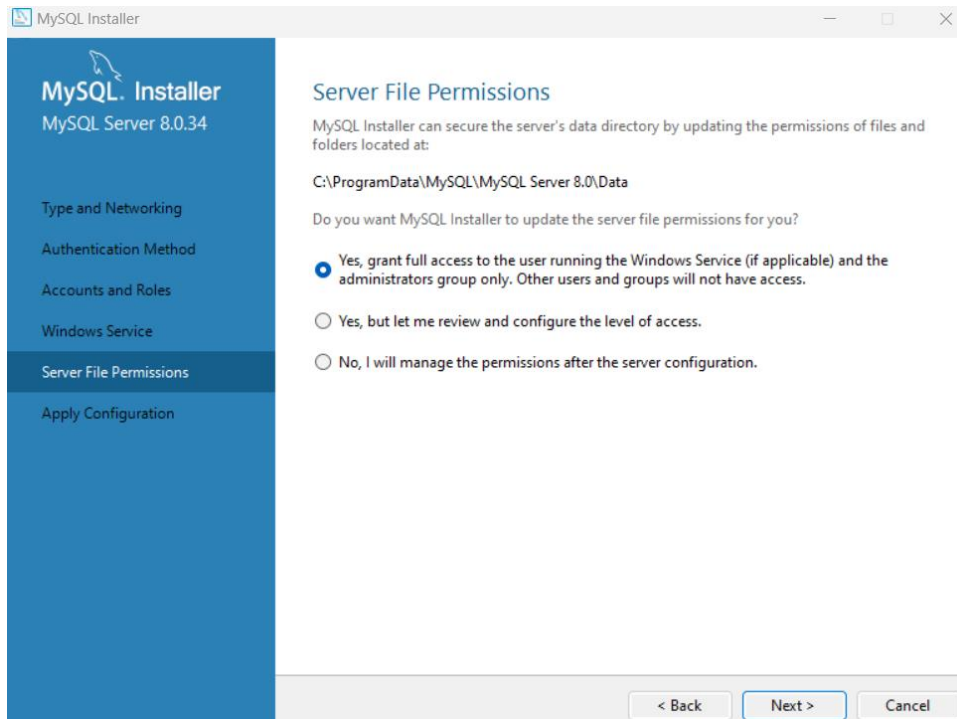 MySQL Installer
MySQL. Installer
MySQL Server 8.0.34
Type and Networking
Authentication Method
Accounts and Roles
Windows Service
Server File Permissions
Apply Configuration
Server File Permissions
MySQL Installer can secure the server's data directory by updating the permissions of files and
folders located at:
C:\ProgramData\MySQL\MySQL Server 8.0\Data
Do you want MySQL Installer to update the server file permissions for you?
Yes, grant full access to the user running the Windows Service (if applicable) and the
administrators group only. Other users and groups will not have access.
Yes, but let me review and configure the level of access.
No, I will manage the permissions after the server configuration.
< Back
Next >
Cancel